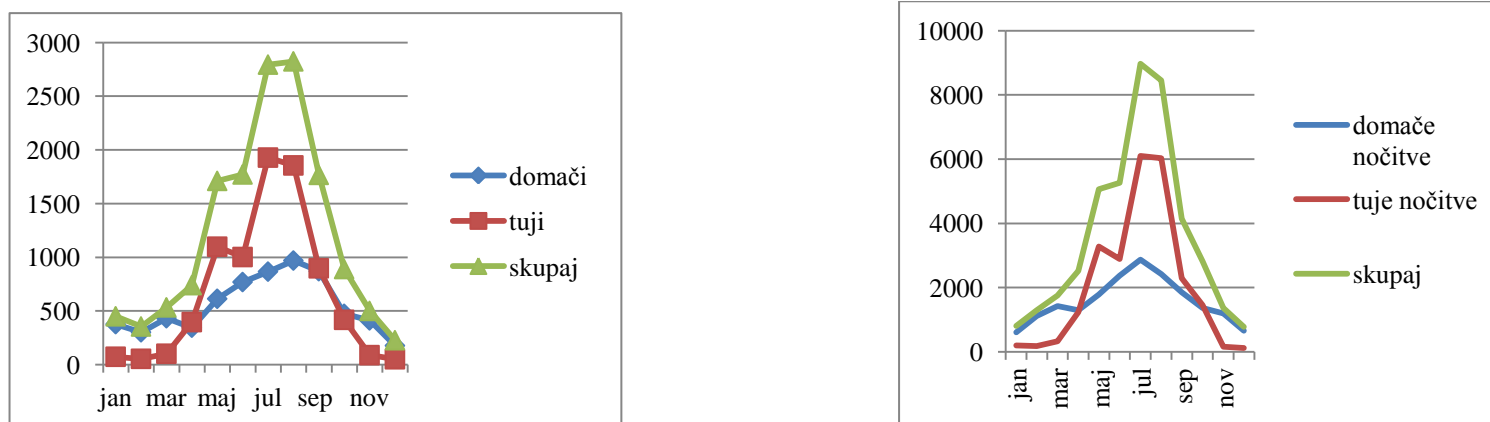 3000
2500
2000
1500
1000
500
0
jan mar maj jul sep nov
domači
tuji
skupaj
10000
8000
6000
4000
2000
0
jan mar maj jul sep nov
domače
nočitve
tuje nočitve
skupaj